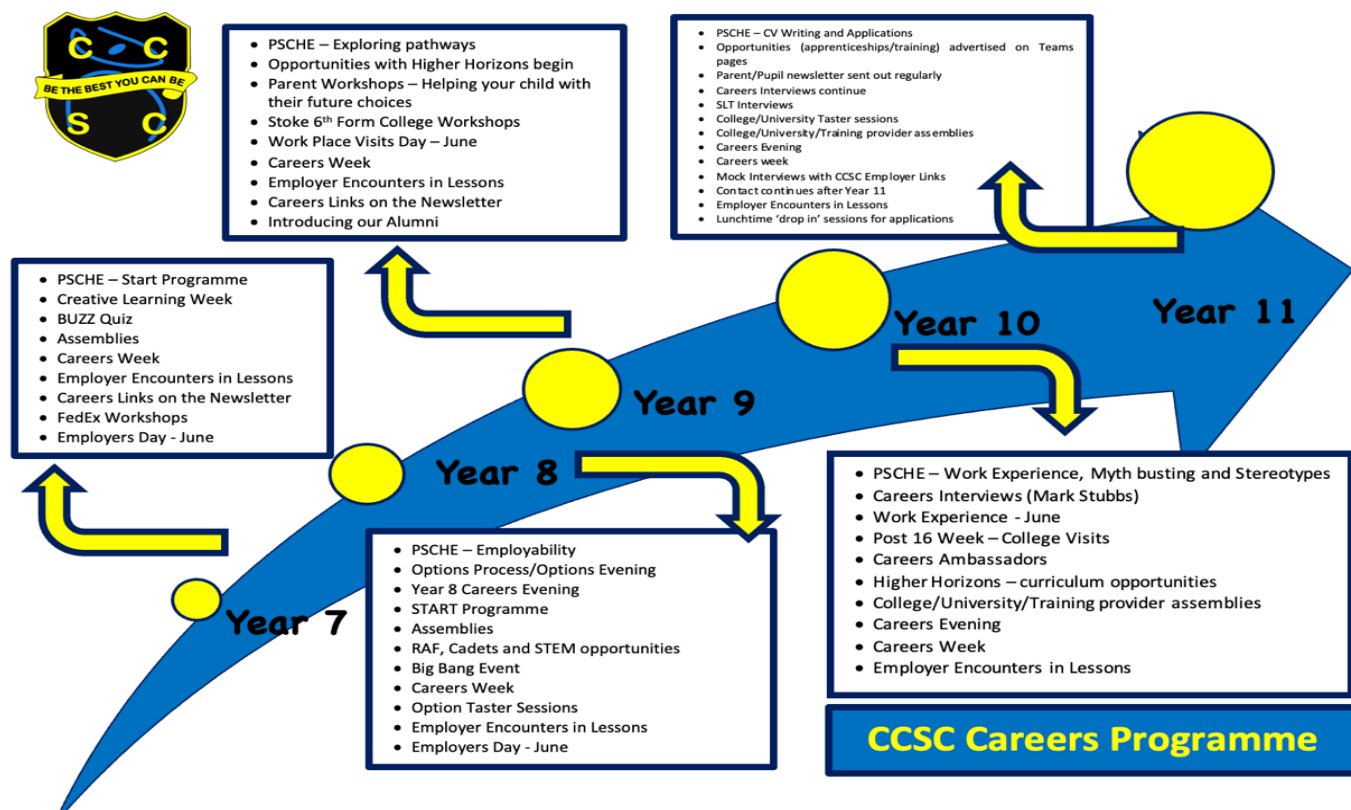 C C
BE THE BEST YOU CAN BE
S C
• PSCHE – Exploring pathways
• Opportunities with Higher Horizons begin
• Parent Workshops – Helping your child with
their future choices
• Stoke 6th Form College Workshops
• Work Place Visits Day – June
• Careers Week
• Employer Encounters in Lessons
• Careers Links on the Newsletter
• Introducing our Alumni
• PSCHE – CV Writing and Applications
• Opportunities (apprenticeships/training) advertised on Teams
pages
• Parent/Pupil newsletter sent out regularly
• Careers Interviews continue
• SLT Interviews
• College/University Taster sessions
• College/University/Training provider assemblies
• Careers Evening
• Careers week
• Mock Interviews with CCSC Employer Links
• Contact continues after Year 11
• Employer Encounters in Lessons
• Lunchtime ‘drop in’ sessions for applications
• PSCHE – Start Programme
• Creative Learning Week
• BUZZ Quiz
• Assemblies
• Careers Week
• Employer Encounters in Lessons
• Careers Links on the Newsletter
• FedEx Workshops
• Employers Day - June
Year 11
Year 10
Year 9
Year 8
Year 7
• PSCHE – Employability
• Options Process/Options Evening
• Year 8 Careers Evening
• START Programme
• Assemblies
• RAF, Cadets and STEM opportunities
• Big Bang Event
• Careers Week
• Option Taster Sessions
• Employer Encounters in Lessons
• Employers Day - June
• PSCHE – Work Experience, Myth busting and Stereotypes
• Careers Interviews (Mark Stubbs)
• Work Experience - June
• Post 16 Week – College Visits
• Careers Ambassadors
• Higher Horizons – curriculum opportunities
• College/University/Training provider assemblies
• Careers Evening
• Careers Week
• Employer Encounters in Lessons
CCSC Careers Programme